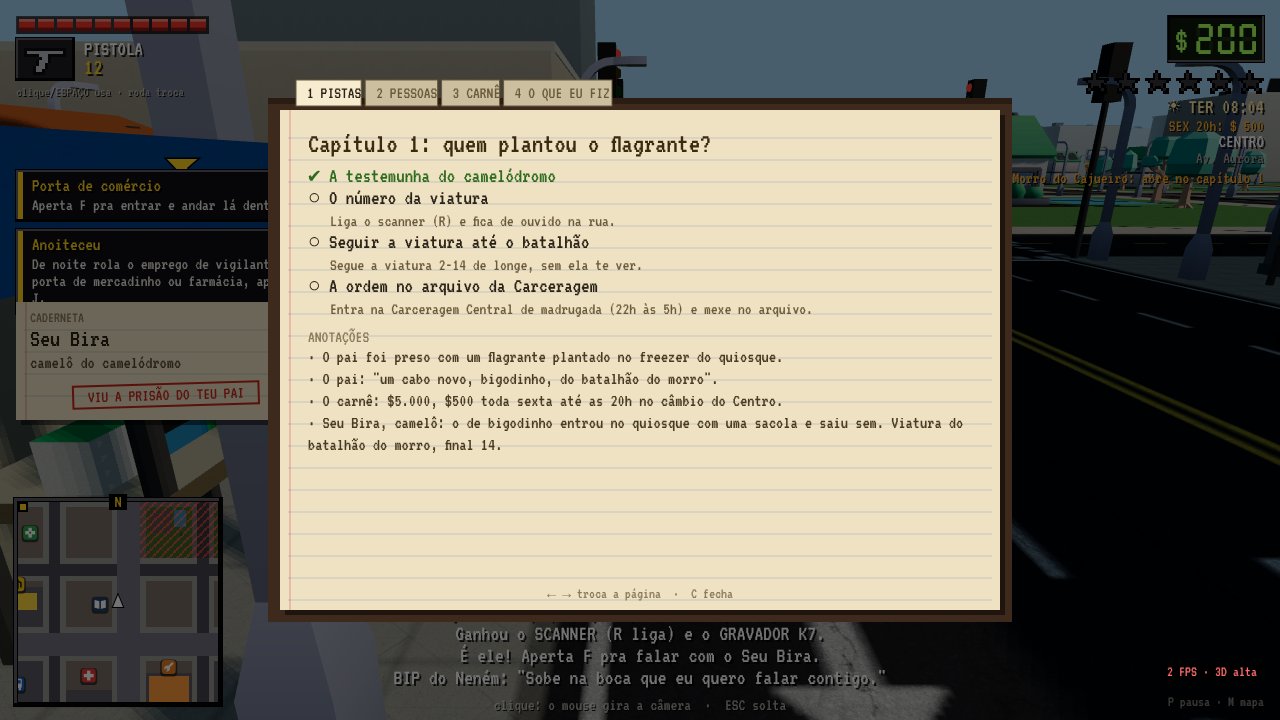 PISTOLA
12
clique/ESPAÇO usa · roda troca
$ 200
TER 08:04
SEX 20h: $ 500
CENTRO
Av. Aurora
Morro do Cajueiro: abre no capítulo 1
1 PISTAS
2 PESSOAS
3 CARNÊ
4 O QUE EU FIZ
Capítulo 1: quem plantou o flagrante?
✔ A testemunha do camelódromo
○ O número da viatura
Liga o scanner (R) e fica de ouvido na rua.
○ Seguir a viatura até o batalhão
Segue a viatura 2-14 de longe, sem ela te ver.
○ A ordem no arquivo da Carceragem
Entra na Carceragem Central de madrugada (22h às 5h) e mexe no arquivo.
ANOTAÇÕES
· O pai foi preso com um flagrante plantado no freezer do quiosque.
· O pai: "um cabo novo, bigodinho, do batalhão do morro".
· O carnê: $5.000, $500 toda sexta até as 20h no câmbio do Centro.
· Seu Bira, camelô: o de bigodinho entrou no quiosque com uma sacola e saiu sem. Viatura do
batalhão do morro, final 14.
← → troca a página · C fecha
Porta de comércio
Aperta F pra entrar e andar lá dent
Anoiteceu
De noite rola o emprego de vigilant
porta de mercadinho ou farmácia, ap
CADERNETA
Seu Bira
camelô do camelódromo
VIU A PRISÃO DO TEU PAI
N
Ganhou o SCANNER (R liga) e o GRAVADOR K7.
É ele! Aperta F pra falar com o Seu Bira.
BIP do Neném: "Sobe na boca que eu quero falar contigo."
clique: o mouse gira a câmera · ESC solta
2 FPS · 3D alta
P pausa · M mapa